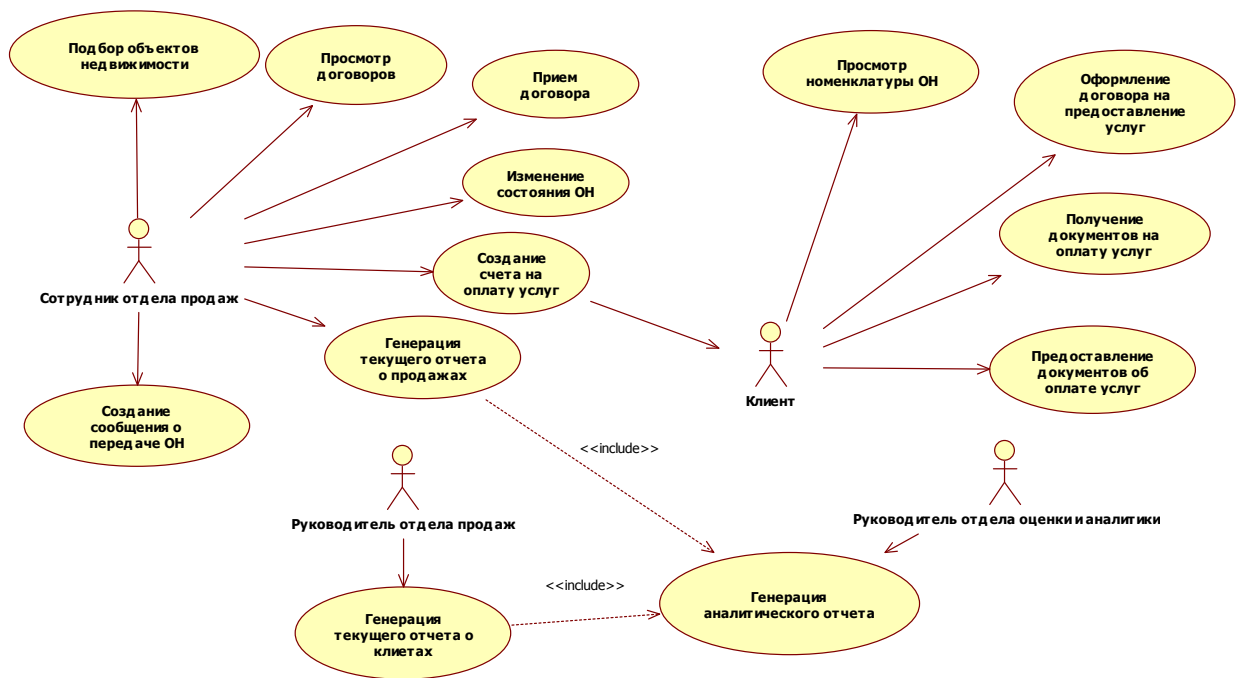 Подбор объектов
недвижимости
Просмотр
договоров
Прием
договора
Просмотр
номенклатуры ОН
Оформление
договора на
предоставление
услуг
Изменение
состояния ОН
Получение
документов на
оплату услуг
Создание
счета на
оплату услуг
Сотрудник отдела продаж
Генерация
текущего отчета
о продажах
Клиент
Предоставление
документов об
оплате услуг
Создание
сообщения о
передаче ОН
<<include>>
Руководитель отдела продаж
Руководитель отдела оценки и аналитики
<<include>>
Генерация
аналитического отчета
Генерация
текущего отчета о
клиетах